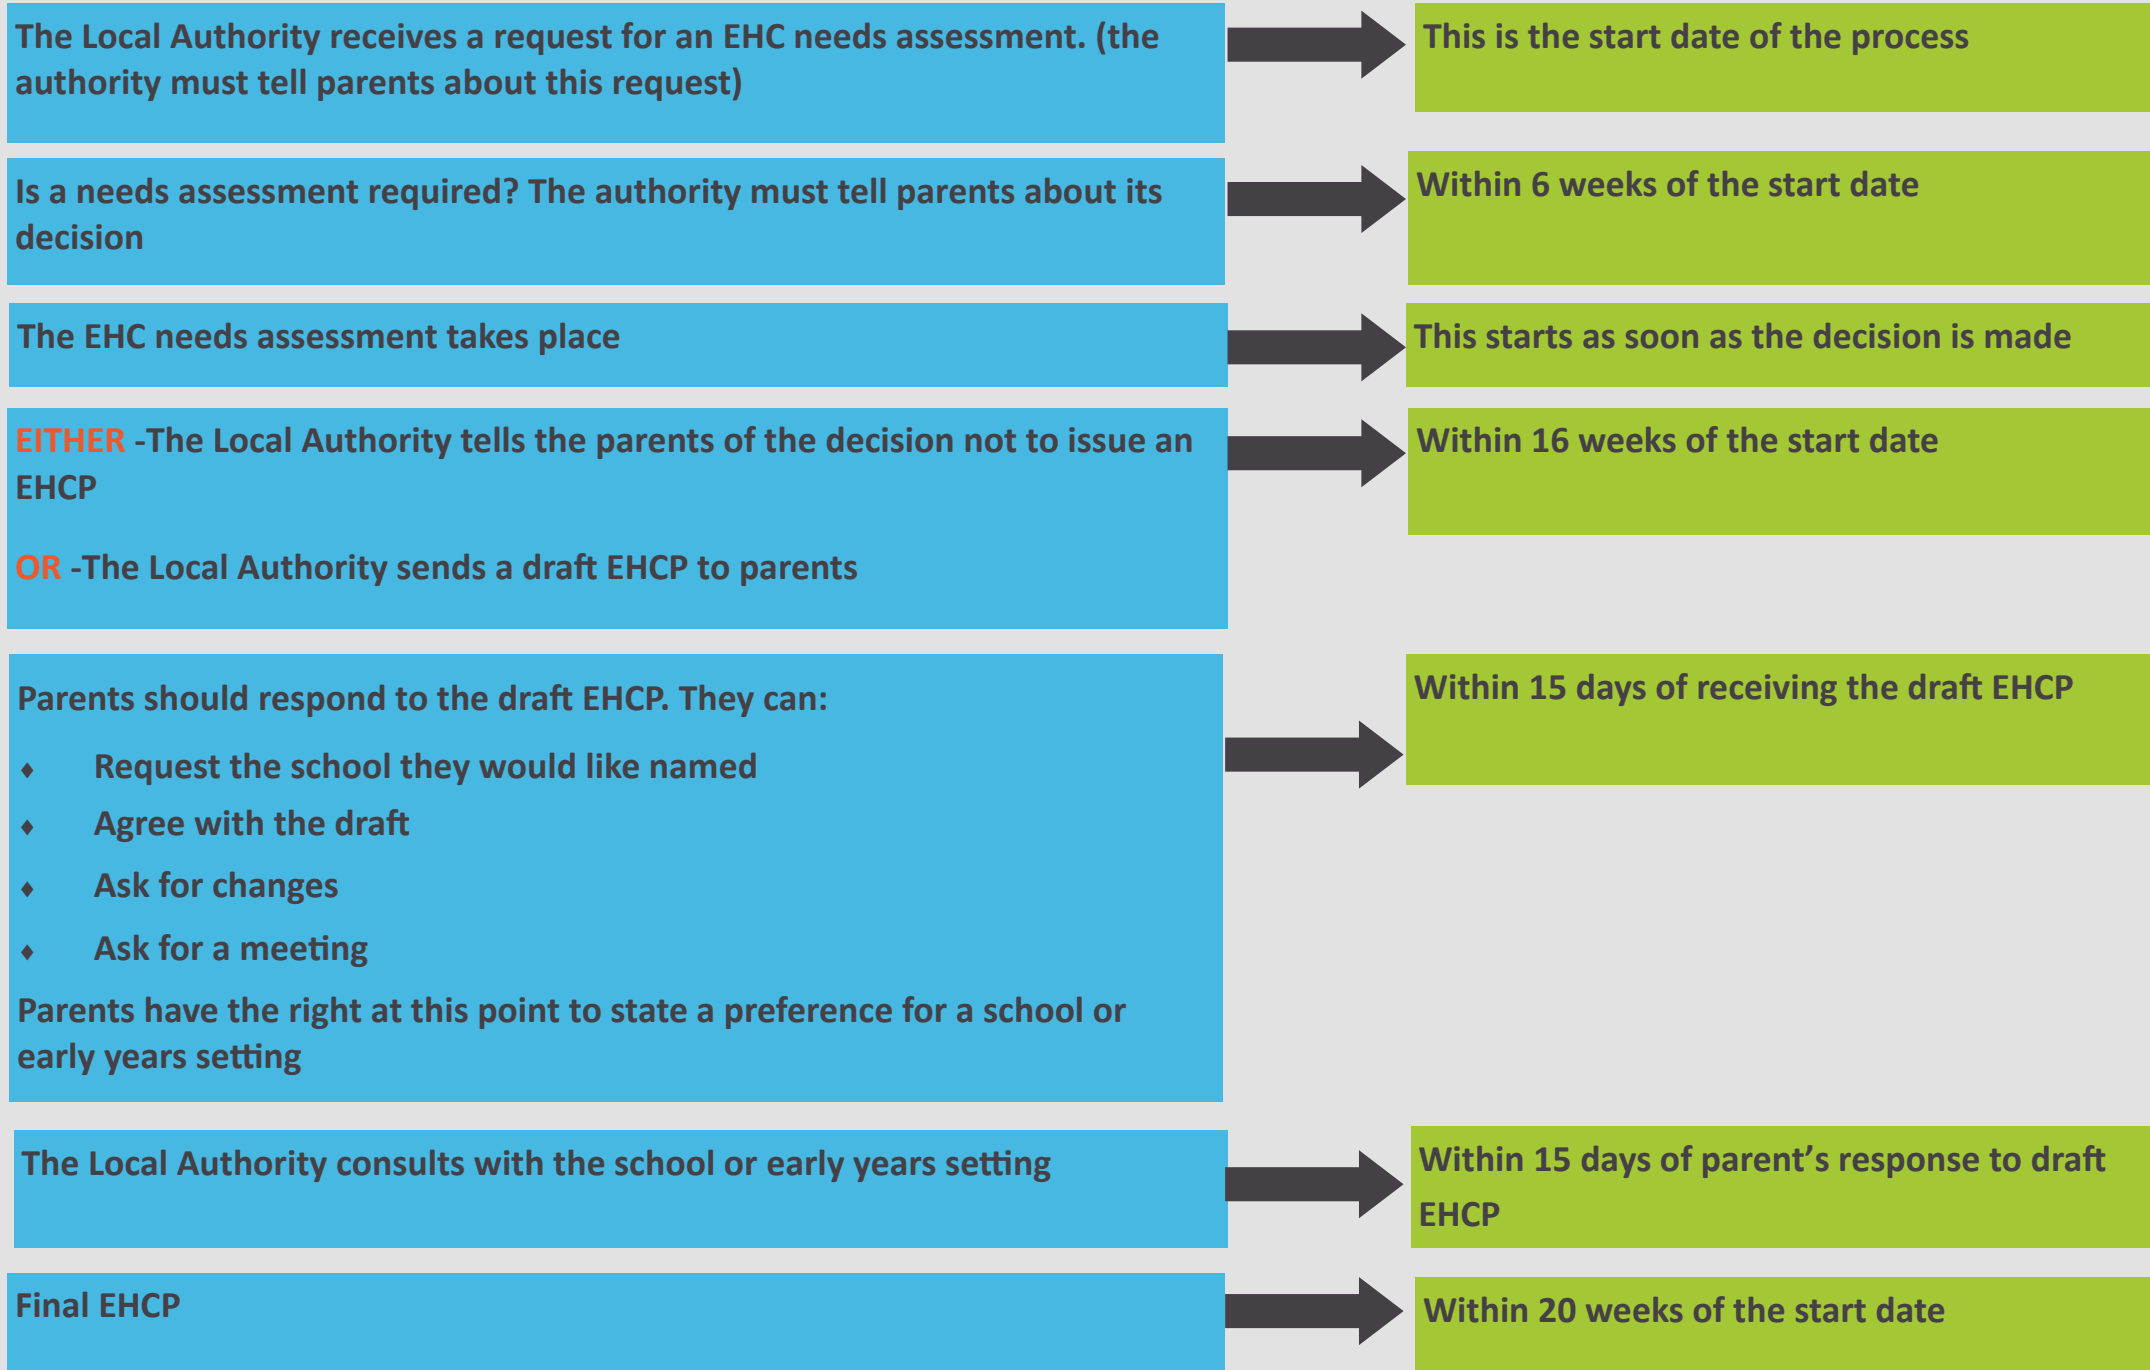 The Local Authority receives a request for an EHC needs assessment. (the
authority must tell parents about this request)
This is the start date of the process
Is a needs assessment required? The authority must tell parents about its
decision
Within 6 weeks of the start date
The EHC needs assessment takes place
This starts as soon as the decision is made
EITHER -The Local Authority tells the parents of the decision not to issue an
EHCP
OR -The Local Authority sends a draft EHCP to parents
Within 16 weeks of the start date
Parents should respond to the draft EHCP. They can:
♦ Request the school they would like named
♦ Agree with the draft
♦ Ask for changes
♦ Ask for a meeting
Parents have the right at this point to state a preference for a school or
early years setting
Within 15 days of receiving the draft EHCP
The Local Authority consults with the school or early years setting
Within 15 days of parent’s response to draft
EHCP
Final EHCP
Within 20 weeks of the start date